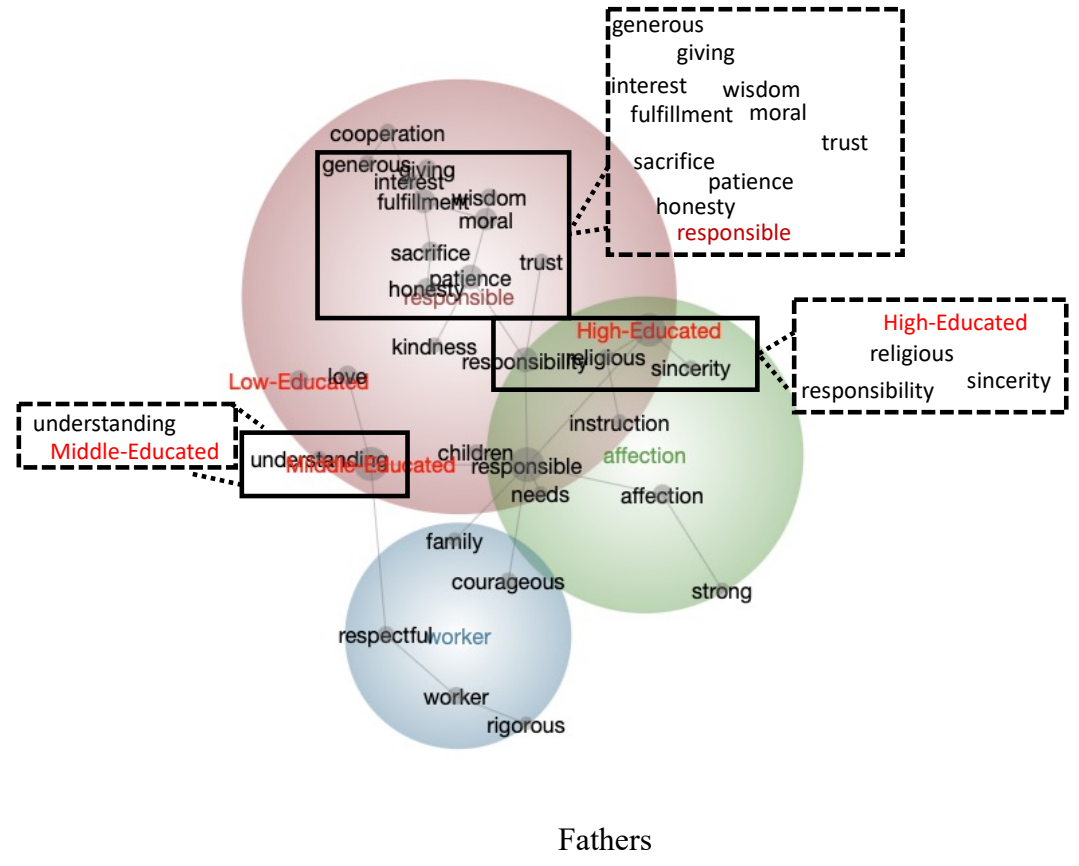 generous
giving
interest
wisdom
fulfillment
moral
trust
sacrifice
patience
honesty
responsible
cooperation
generous
giving
interest
wisdom
fulfillment
moral
sacrifice
trust
patience
honesty
responsible
High-Educated
religious
sincerity
responsibility
kindness
High-Educated
religious
responsibility
sincerity
Low-Educated
love
understanding
Middle-Educated
understanding
Middle-Educated
instruction
children
affection
responsible
needs
affection
family
courageous
strong
respectful
worker
worker
rigorous
Fathers